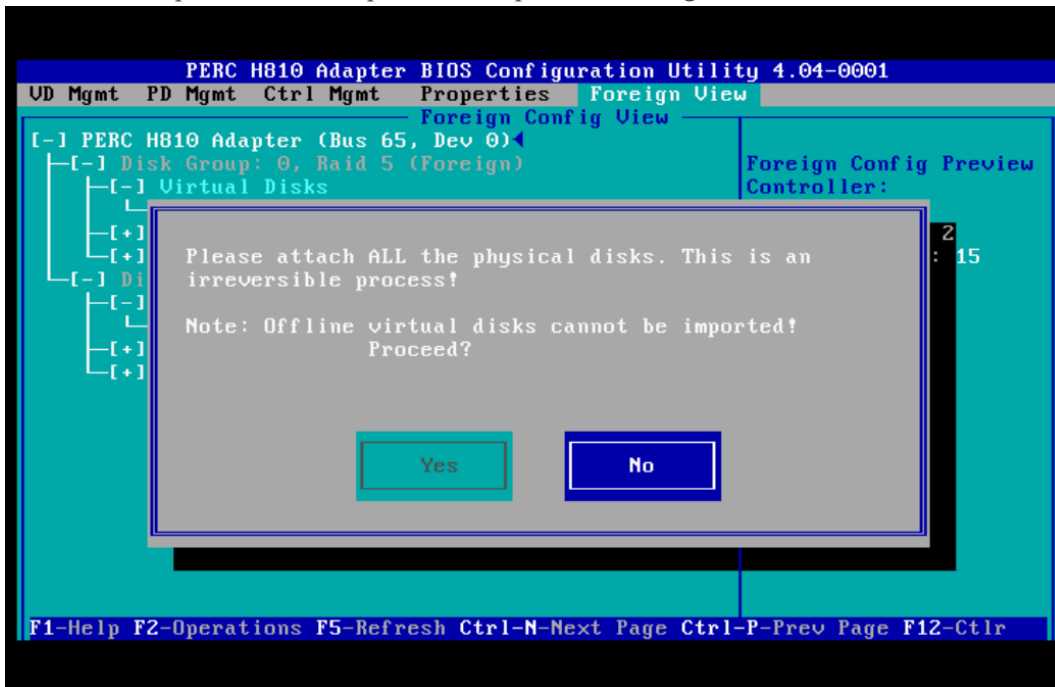 PERC H810 Adapter BIOS Configuration Utility 4.04-0001
VD Mgmt PD Mgmt Ctrl Mgmt Properties Foreign View
Foreign Config View
[-] PERC H810 Adapter (Bus 65, Dev 0)
[-] Disk Group: 0, Raid 5 (Foreign)
Foreign Config Preview
[-] Virtual Disks
Controller:
[+]
2
[+]
: 15
[-] Di
[-]
[+]
[+]
Please attach ALL the physical disks. This is an
irreversible process!
Note: Offline virtual disks cannot be imported!
Proceed?
Yes No
F1-Help F2-Operations F5-Refresh Ctrl-N-Next Page Ctrl-P-Prev Page F12-Ctlr